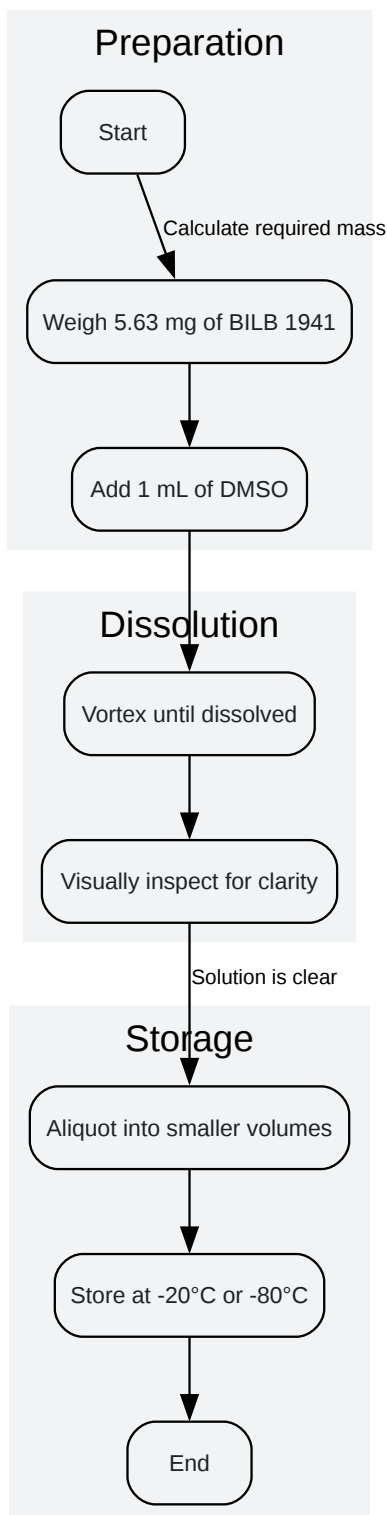 Preparation
Start
Calculate required mass
Weigh 5.63 mg of BILB 1941
Add 1 mL of DMSO
Dissolution
Vortex until dissolved
Visually inspect for clarity
Solution is clear
Storage
Aliquot into smaller volumes
Store at -20°C or -80°C
End